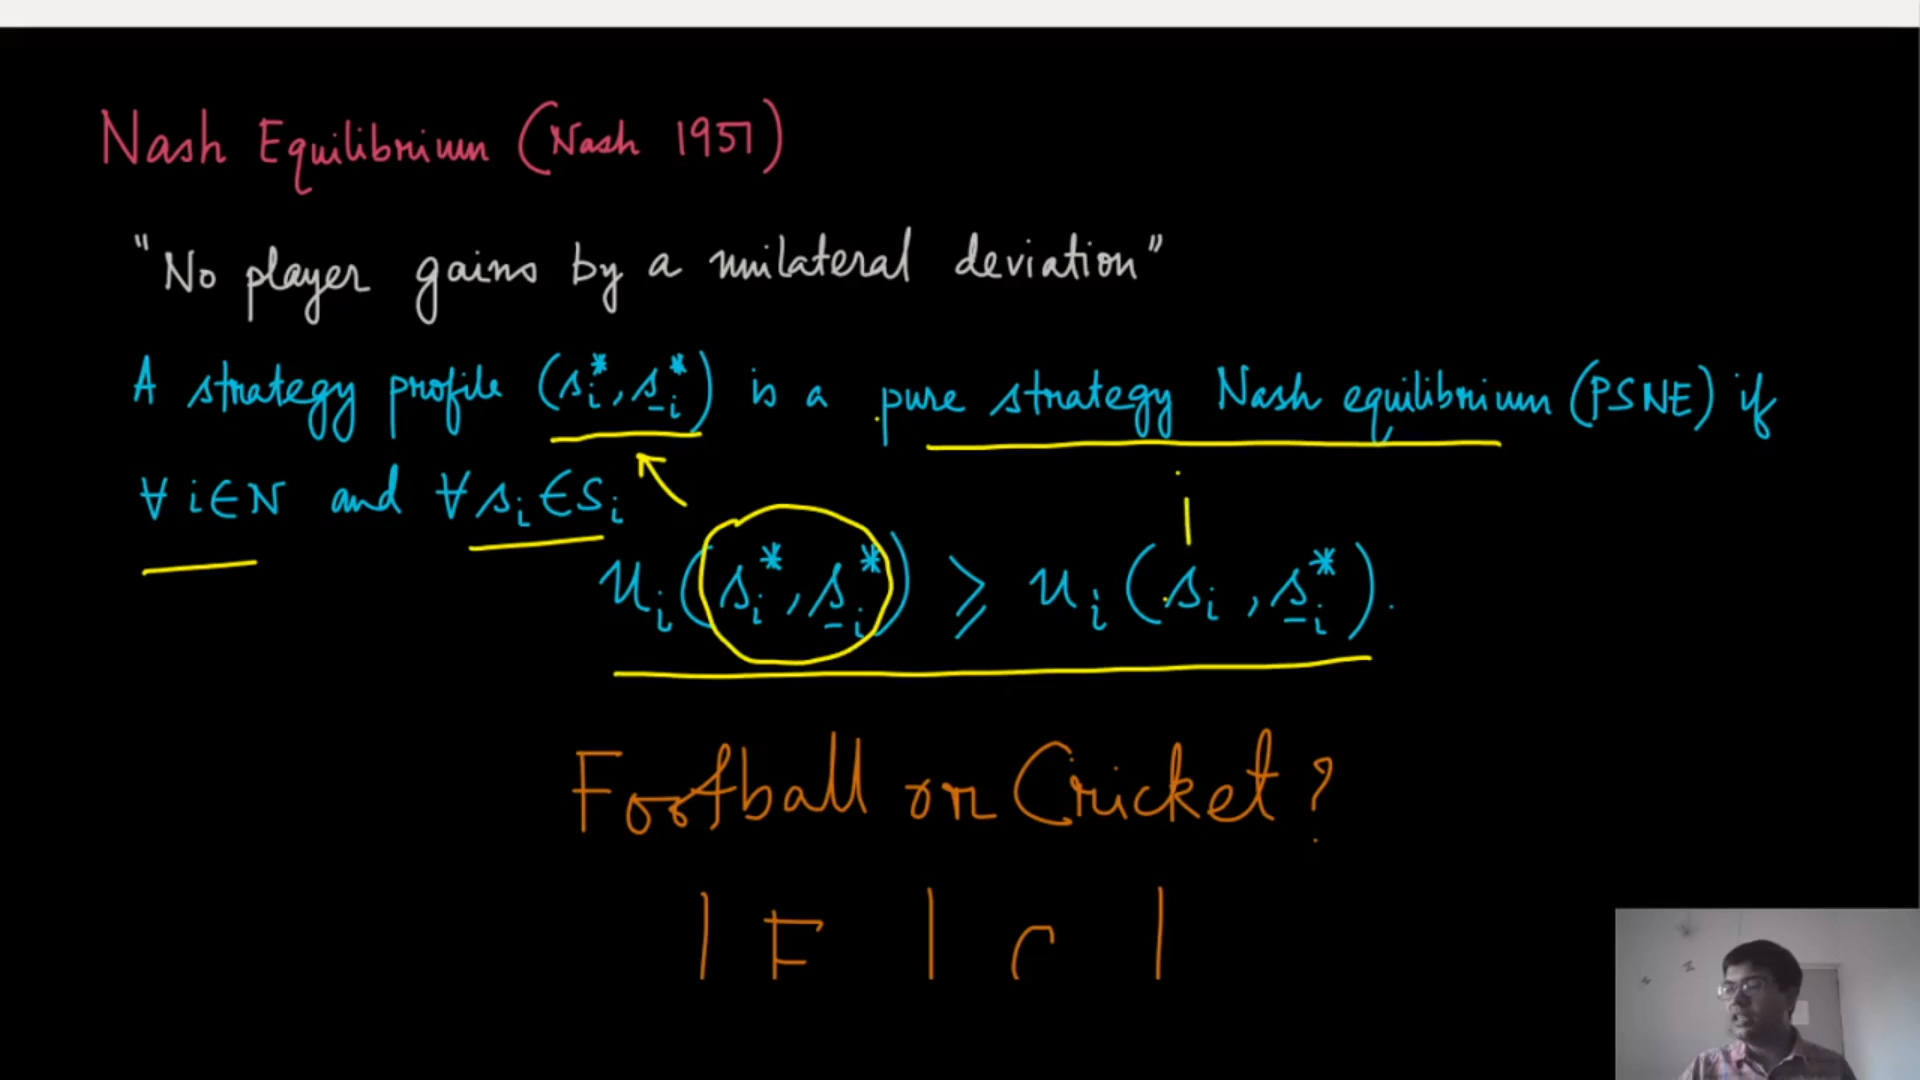 Nash Equilibrium (Nash 1951)
"No player gains by a unilateral deviation"
A strategy profile (s_i^*, s_{-i}^*) is a pure strategy Nash equilibrium (PSNE) if
∀ i ∈ N and ∀ s_i ∈ S_i
u_i(s_i^*, s_{-i}^*) ≥ u_i(s_i, s_{-i}^*).
Football or Cricket?
| F | C |